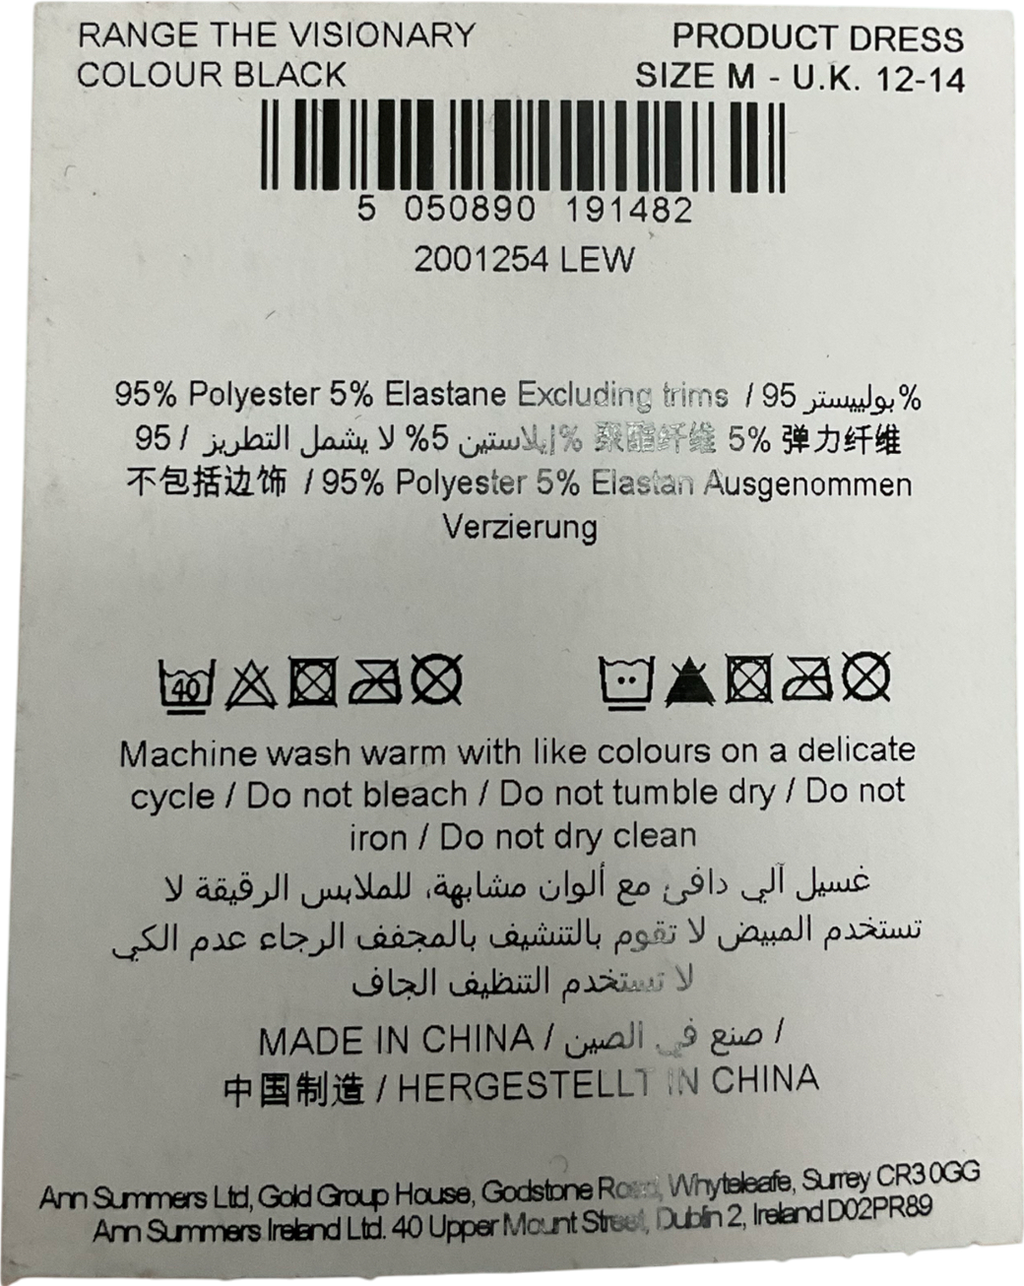 RANGE THE VISIONARY
PRODUCT DRESS
COLOUR BLACK
SIZE M - U.K. 12-14
5 050890 191482
2001254 LEW
95% Polyester 5% Elastane Excluding trims / 95 بوليستر%
95 / إيلاستين 5% لا يشمل التطريز% 聚酯纤维 5% 弹力纤维
不包括边饰 / 95% Polyester 5% Elastan Ausgenommen
Verzierung
40
Machine wash warm with like colours on a delicate
cycle / Do not bleach / Do not tumble dry / Do not
iron / Do not dry clean
غسيل آلي دافئ مع ألوان مشابهة، للملابس الرقيقة لا
تستخدم المبيض لا تقوم بالتنشيف بالمجفف الرجاء عدم الكي
لا تستخدم التنظيف الجاف
MADE IN CHINA / صنع في الصين /
中国制造 / HERGESTELLT IN CHINA
Ann Summers Ltd, Gold Group House, Godstone Road, Whyteleafe, Surrey CR3 0GG
Ann Summers Ireland Ltd. 40 Upper Mount Street, Dublin 2, Ireland D02PR89